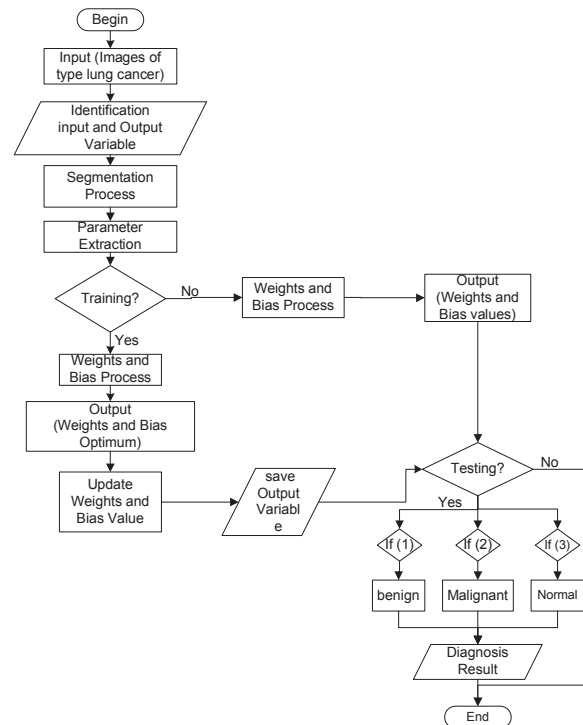 Begin
Input (Images of
type lung cancer)
Identification
input and Output
Variable
Segmentation
Process
Parameter
Extraction
Training?
No
Weights and
Bias Process
Output
(Weights and
Bias values)
Yes
Weights and
Bias Process
Output
(Weights and Bias
Optimum)
Update
Weights and
Bias Value
save
Output
Variabl
e
Testing?
No
Yes
If (1)
If (2)
If (3)
benign
Malignant
Normal
Diagnosis
Result
End